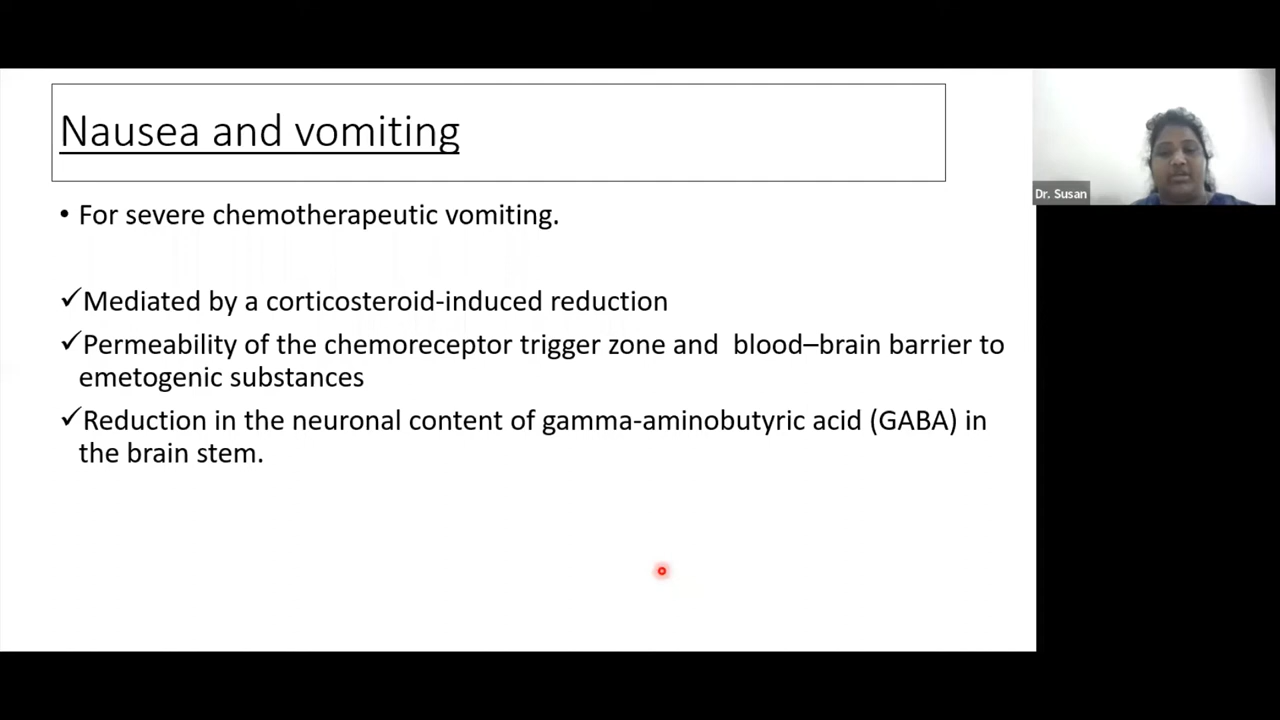 Nausea and vomiting
• For severe chemotherapeutic vomiting.
✓Mediated by a corticosteroid-induced reduction
✓Permeability of the chemoreceptor trigger zone and blood–brain barrier to
emetogenic substances
✓Reduction in the neuronal content of gamma-aminobutyric acid (GABA) in
the brain stem.
Dr. Susan